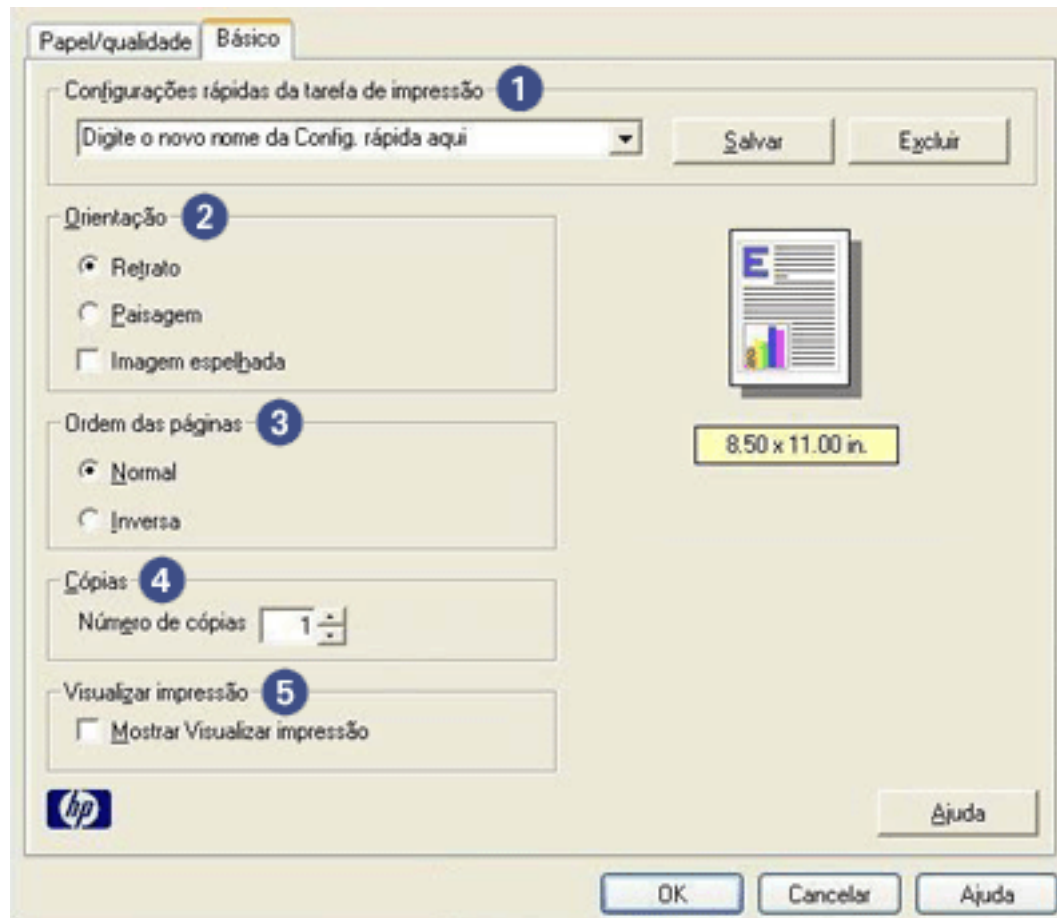 Papel/qualidade Básico
Configurações rápidas da tarefa de impressão 1
Digite o novo nome da Config. rápida aqui Salvar Excluir
Orientação 2
Retrato
Paisagem
Imagem espelhada
E
Ordem das páginas 3
8.50 x 11.00 in.
Normal
Inversa
Cópias 4
Número de cópias 1
Visualizar impressão 5
Mostrar Visualizar impressão
hp Ajuda
OK Cancelar Ajuda